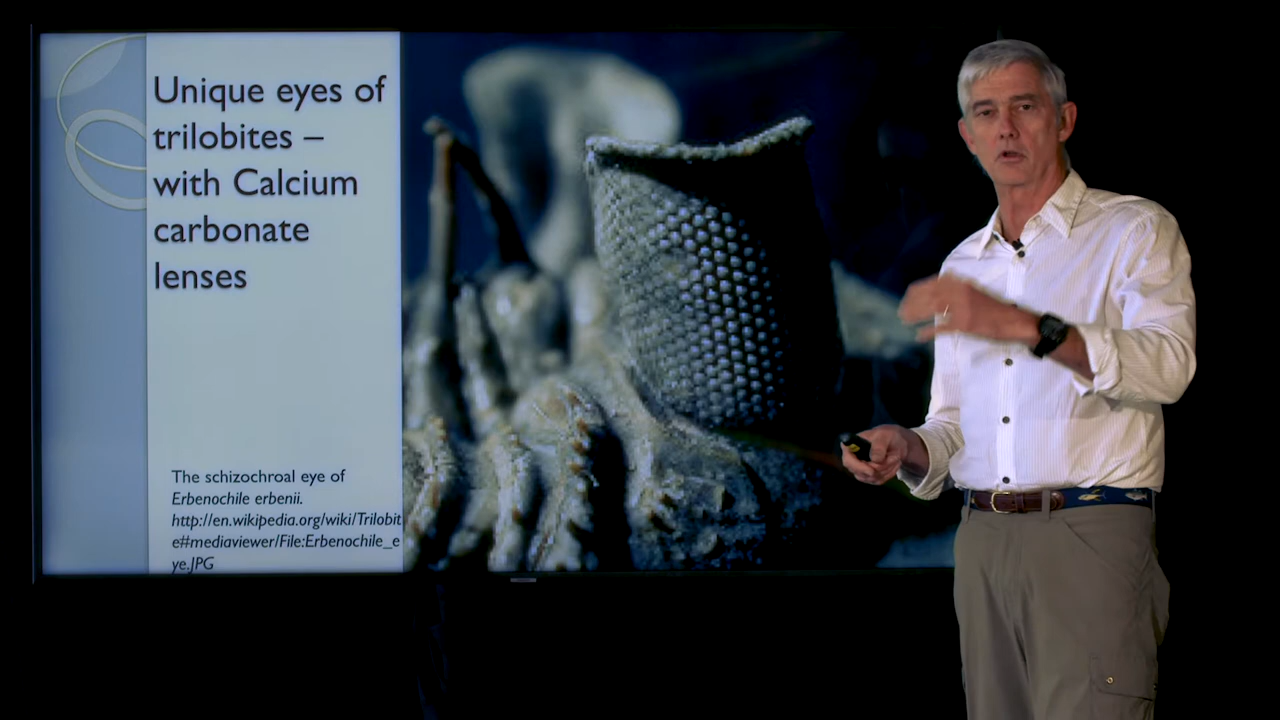 Unique eyes of
trilobites –
with Calcium
carbonate
lenses
The schizochroal eye of
Erbenochile erbenii.
http://en.wikipedia.org/wiki/Trilobit
e#mediaviewer/File:Erbenochile_e
ye.JPG